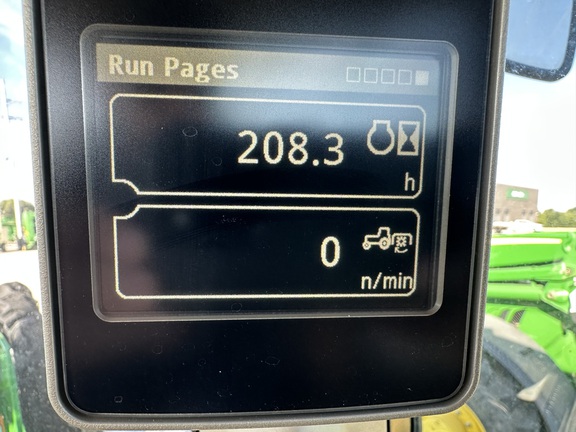 Run Pages
208.3
h
0
n/min